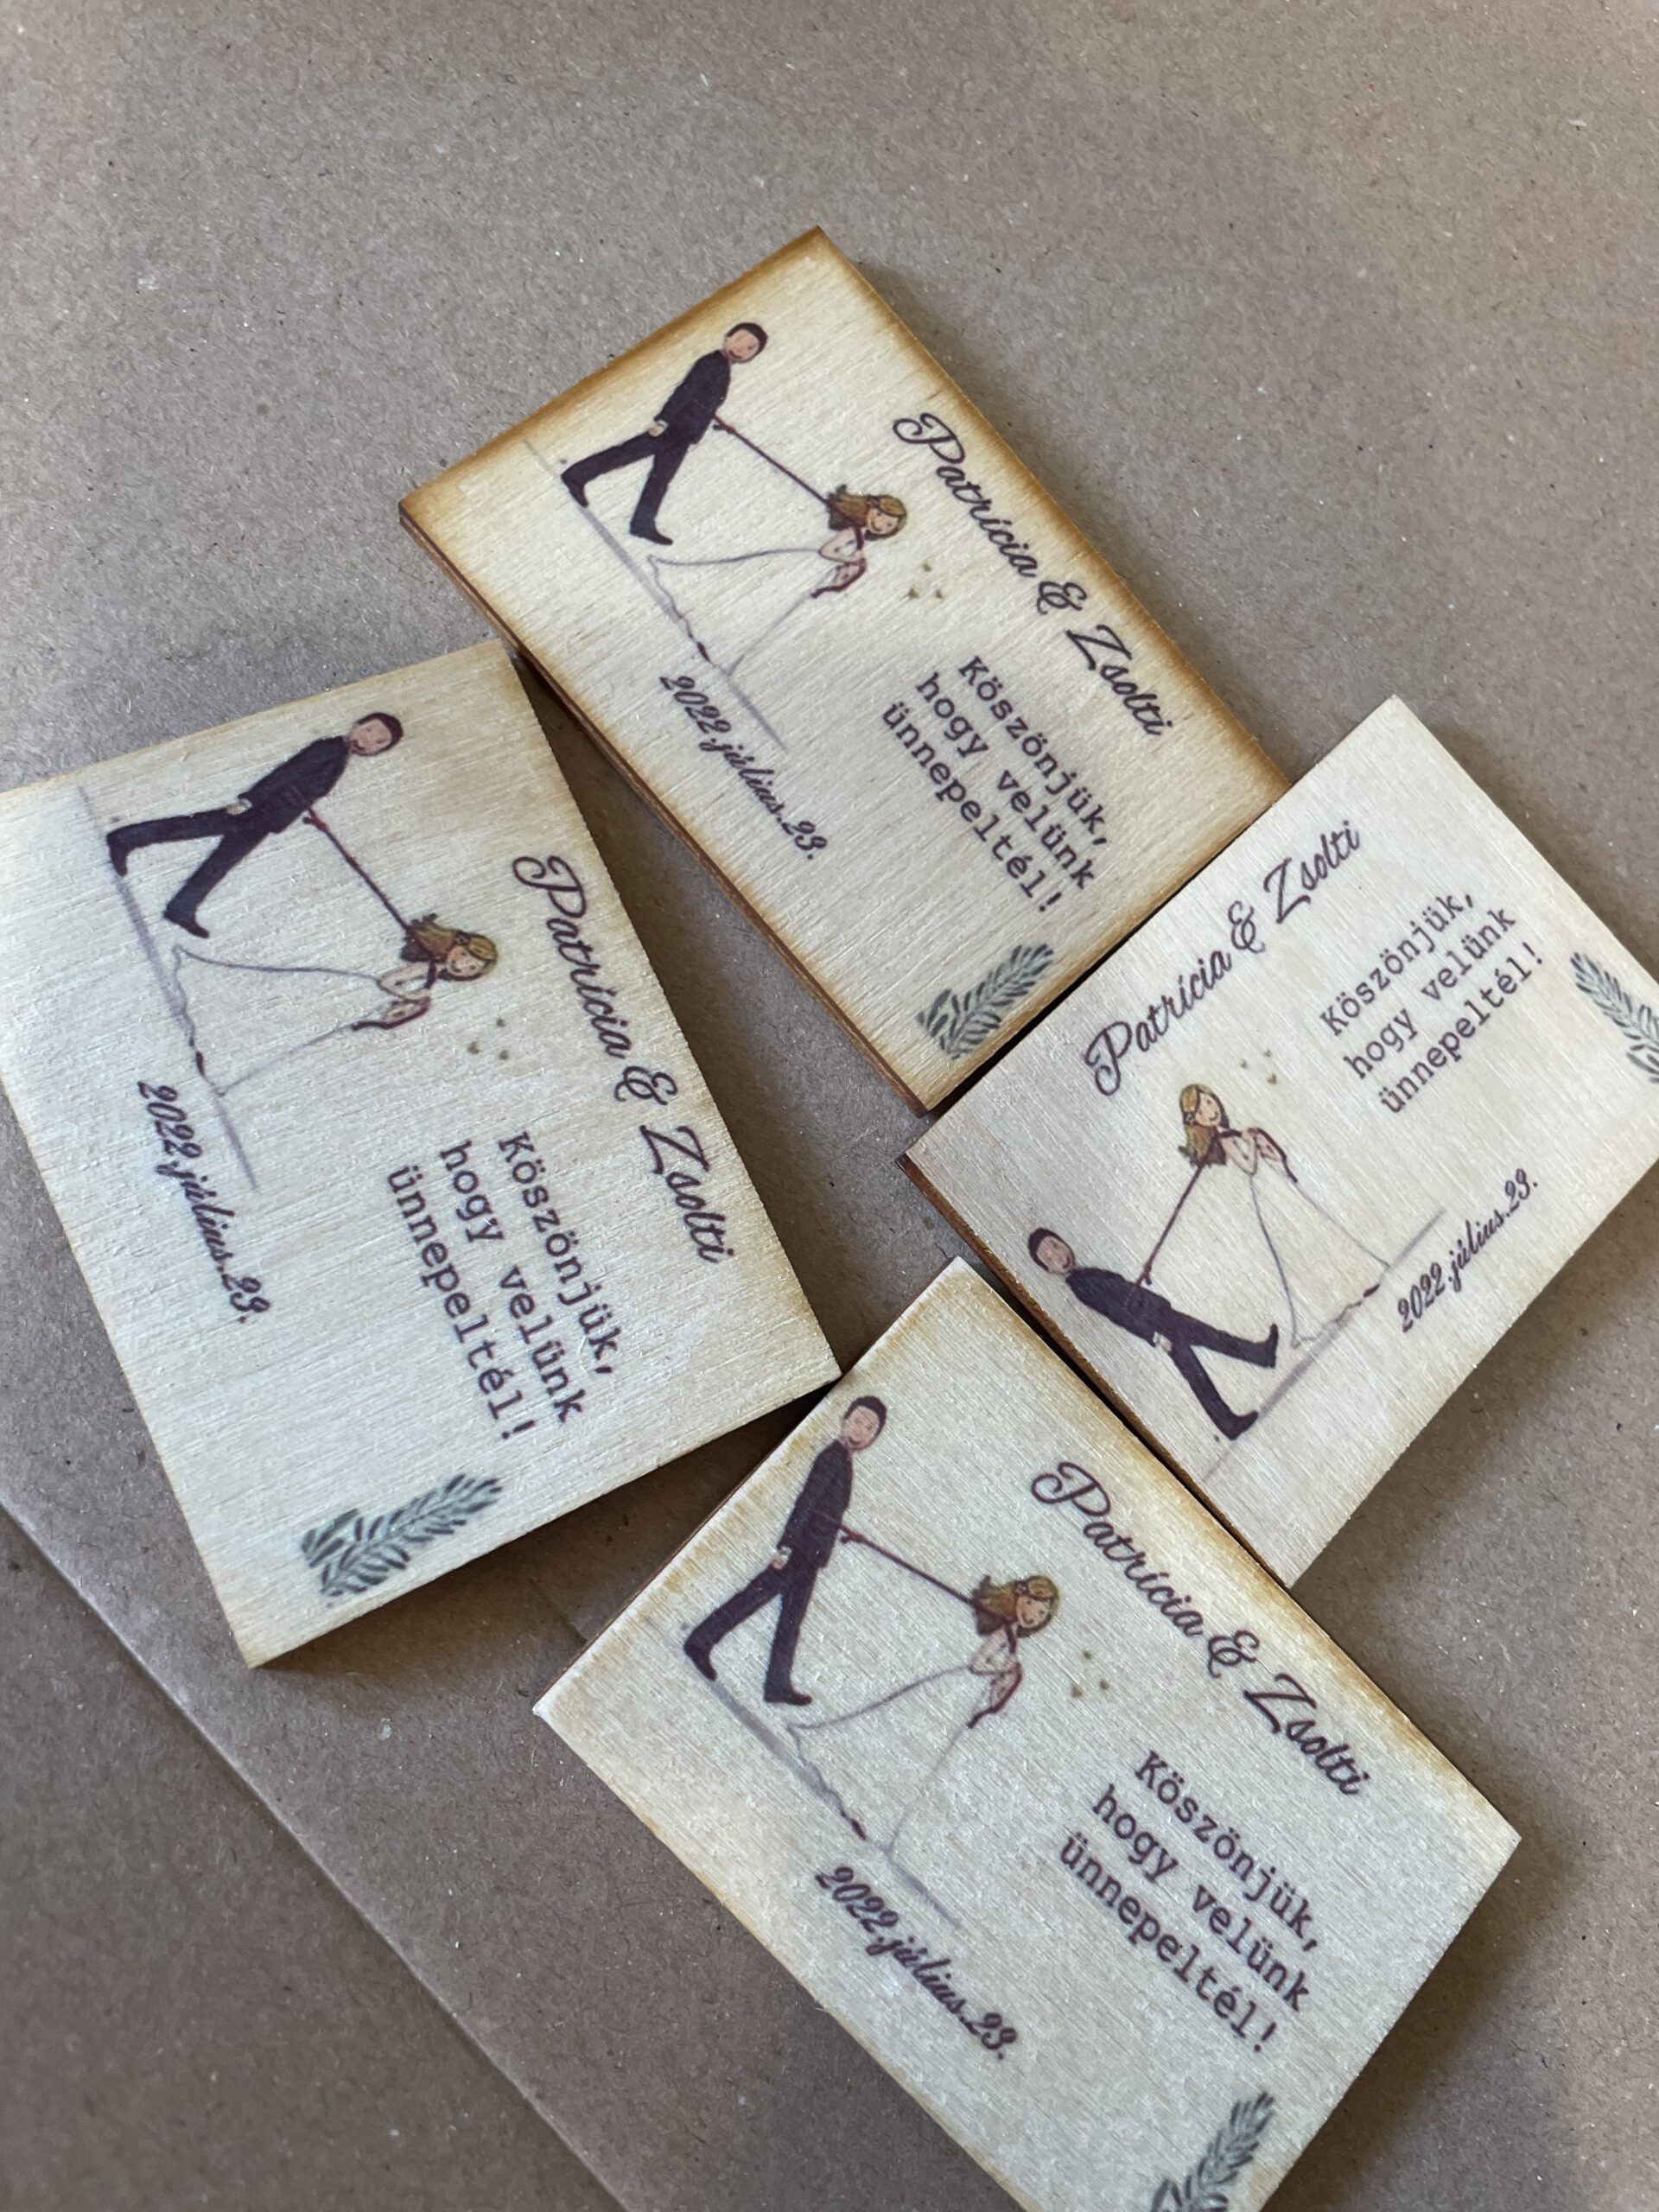 Patrícia & Zsolti
Köszönjük,
hogy velünk
ünnepeltél!
2022.július.23.
Patrícia & Zsolti
Köszönjük,
hogy velünk
ünnepeltél!
2022.július.23.
Patrícia & Zsolti
Köszönjük,
hogy velünk
ünnepeltél!
2022.július.23.
Patrícia & Zsolti
Köszönjük,
hogy velünk
ünnepeltél!
2022.július.23.